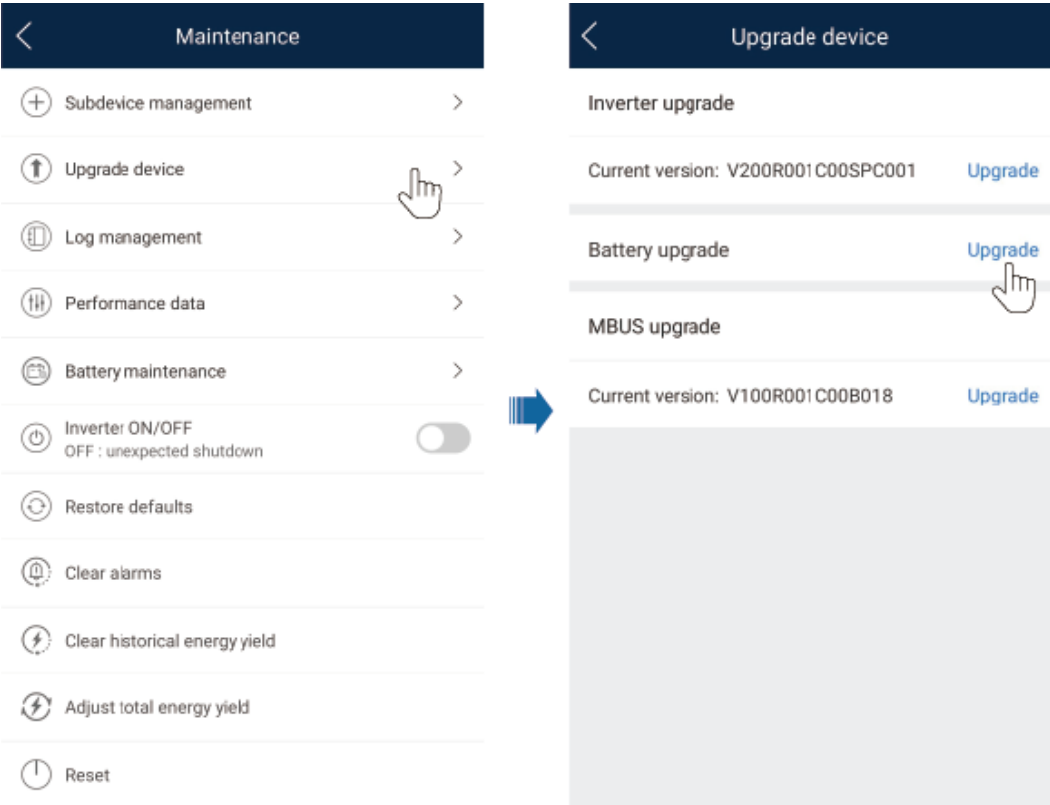 Maintenance
Subdevice management
Upgrade device
Log management
Performance data
Battery maintenance
Inverter ON/OFF
OFF : unexpected shutdown
Restore defaults
Clear alarms
Clear historical energy yield
Adjust total energy yield
Reset
Upgrade device
Inverter upgrade
Current version: V200R001C00SPC001 Upgrade
Battery upgrade Upgrade
MBUS upgrade
Current version: V100R001C00B018 Upgrade